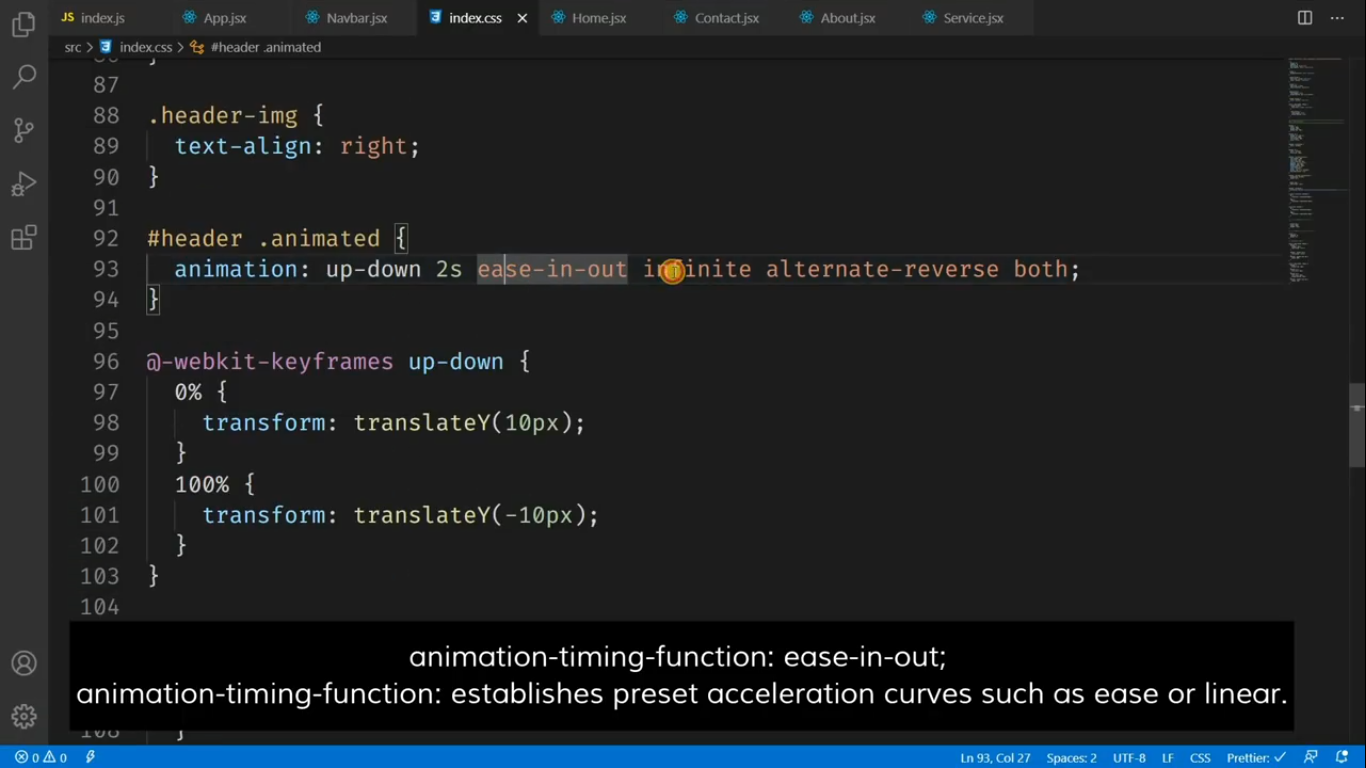 JS index.js App.jsx Navbar.jsx index.css Home.jsx Contact.jsx About.jsx Service.jsx
src > index.css > #header .animated
87
88 .header-img {
89 text-align: right;
90 }
91
92 #header .animated {
93 animation: up-down 2s ease-in-out infinite alternate-reverse both;
94 }
95
96 @-webkit-keyframes up-down {
97 0% {
98 transform: translateY(10px);
99 }
100 100% {
101 transform: translateY(-10px);
102 }
103 }
104
animation-timing-function: ease-in-out;
animation-timing-function: establishes preset acceleration curves such as ease or linear.
0 0 Ln 93, Col 27 Spaces: 2 UTF-8 LF CSS Prettier: ✓